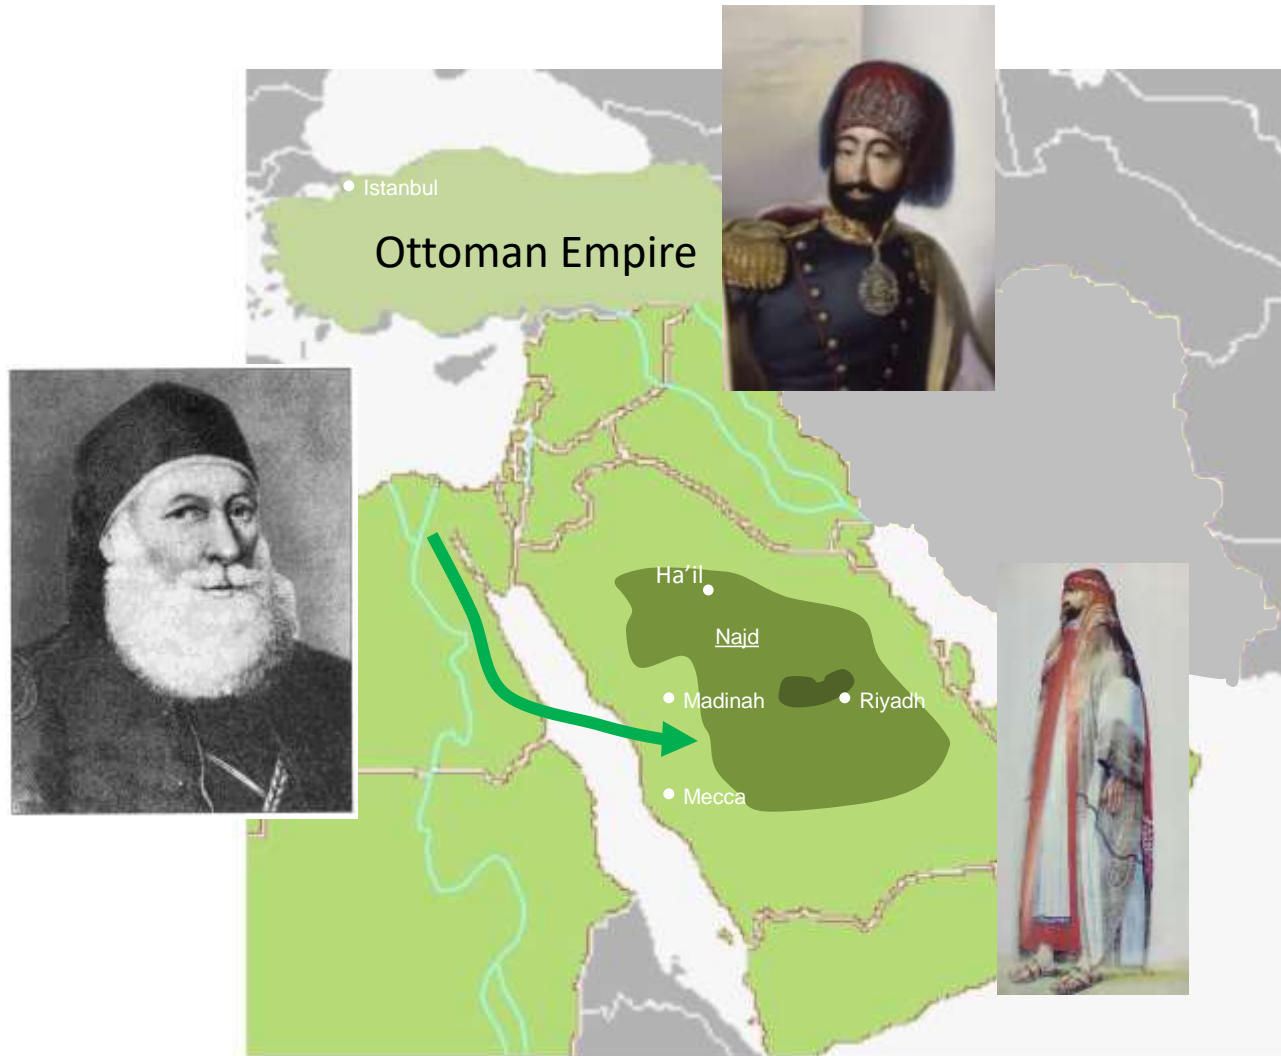 Istanbul
Ottoman Empire
Ha’il
Najd
Madinah
Riyadh
Mecca